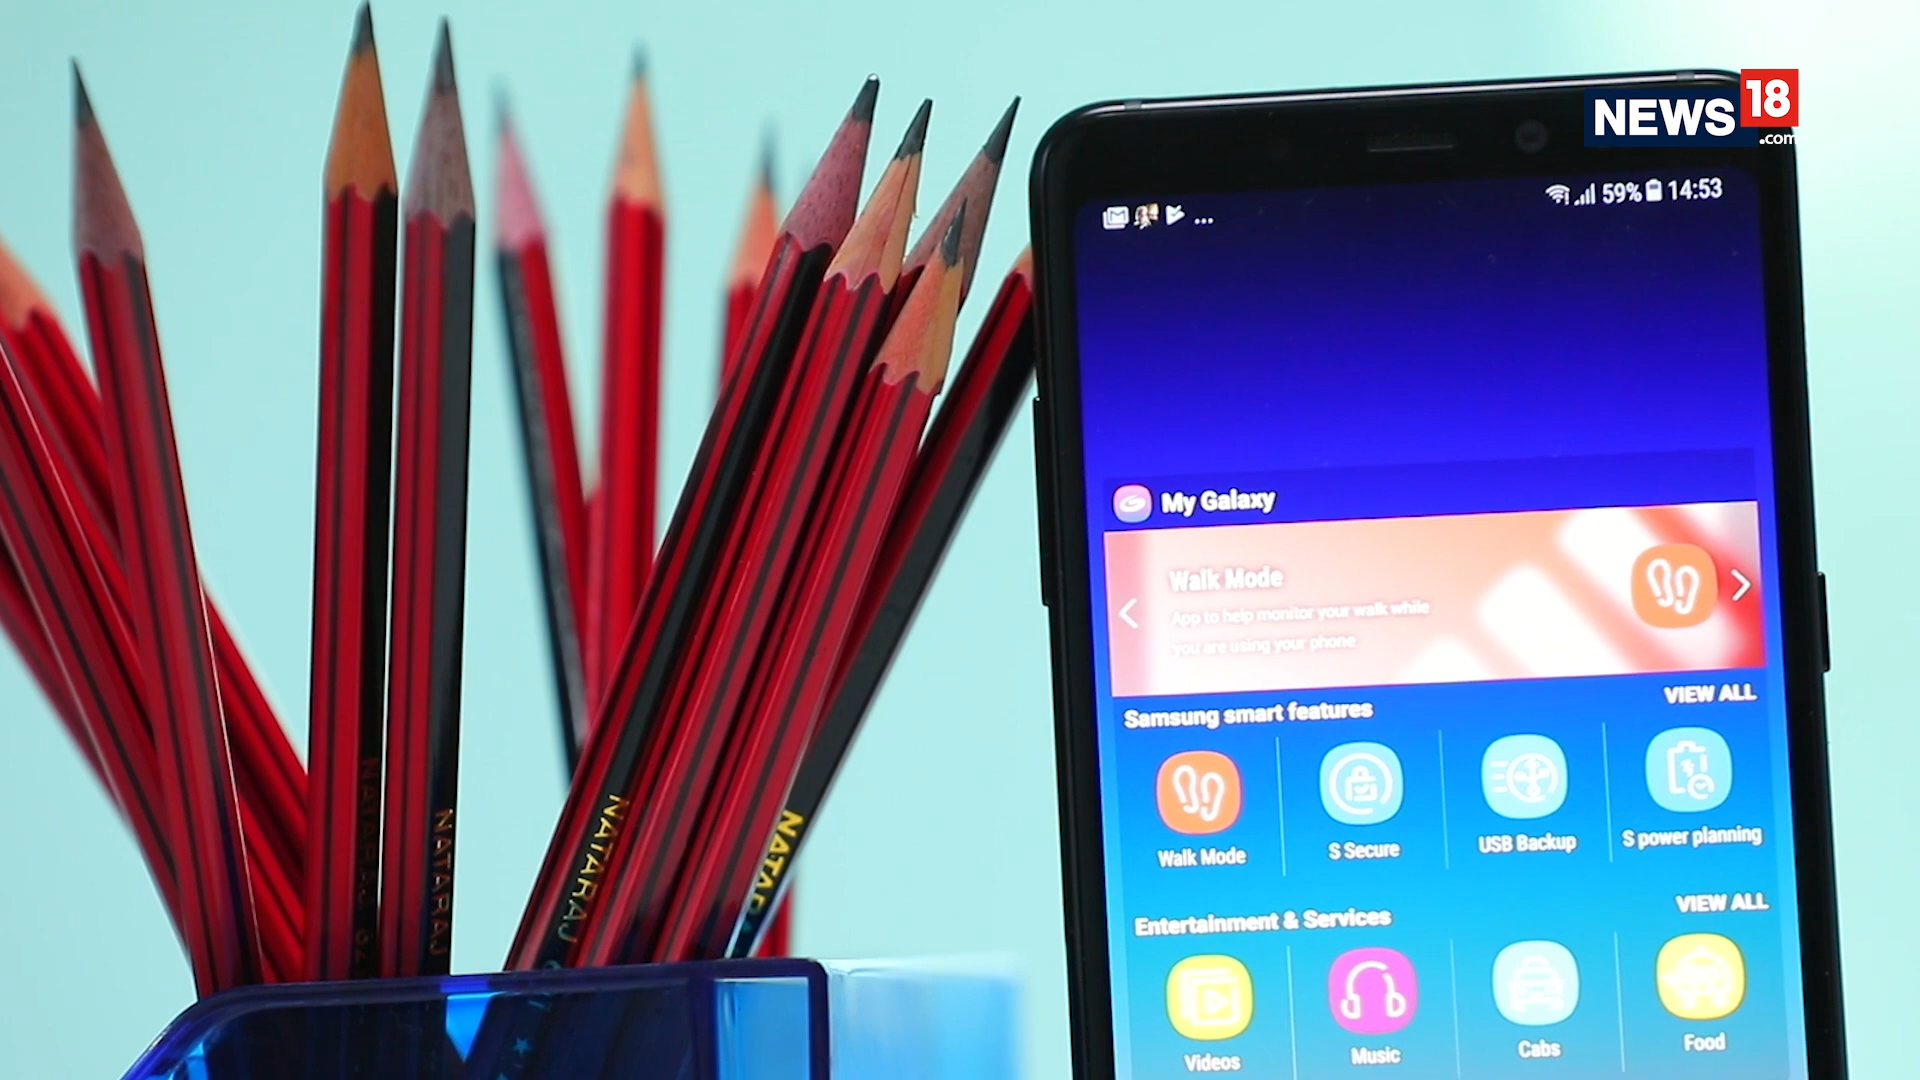 NEWS
18
.com
59%
14:53
...
My Galaxy
Walk Mode
App to help monitor your walk while
you are using your phone
Samsung smart features
VIEW ALL
Walk Mode
S Secure
USB Backup
S power planning
Entertainment & Services
VIEW ALL
Videos
Music
Cabs
Food
NATARAJ
NATARAJ
NATARAJ